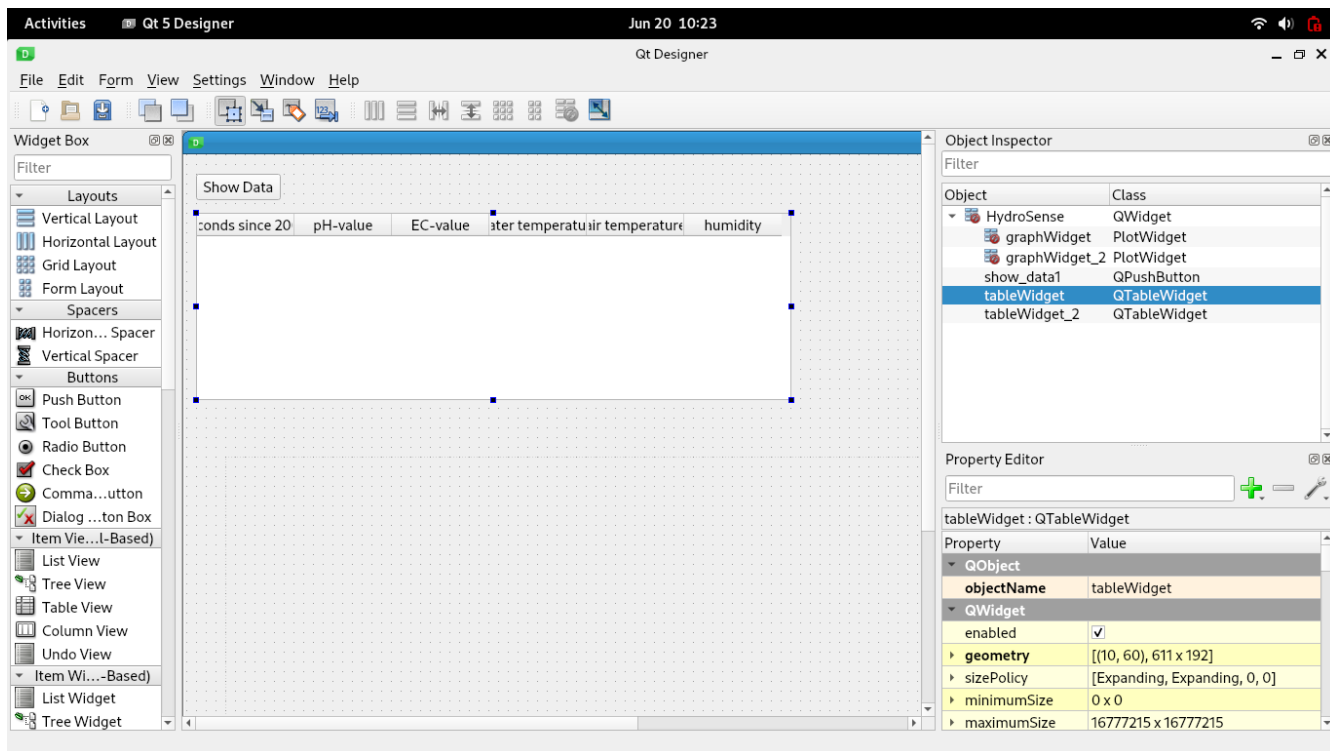 Activities Qt 5 Designer Jun 20 10:23
Qt Designer
File Edit Form View Settings Window Help
Widget Box
Filter
Layouts
Vertical Layout
Horizontal Layout
Grid Layout
Form Layout
Spacers
Horizon... Spacer
Vertical Spacer
Buttons
Push Button
Tool Button
Radio Button
Check Box
Comma...utton
Dialog ...ton Box
Item Vie...l-Based)
List View
Tree View
Table View
Column View
Undo View
Item Wi...-Based)
List Widget
Tree Widget
Show Data
conds since 20 pH-value EC-value ater temperatu air temperature humidity
Object Inspector
Filter
Object Class
HydroSense QWidget
graphWidget PlotWidget
graphWidget_2 PlotWidget
show_data1 QPushButton
tableWidget QTableWidget
tableWidget_2 QTableWidget
Property Editor
Filter
tableWidget : QTableWidget
Property Value
QObject
objectName tableWidget
QWidget
enabled
geometry [(10, 60), 611 x 192]
sizePolicy [Expanding, Expanding, 0, 0]
minimumSize 0 x 0
maximumSize 16777215 x 16777215